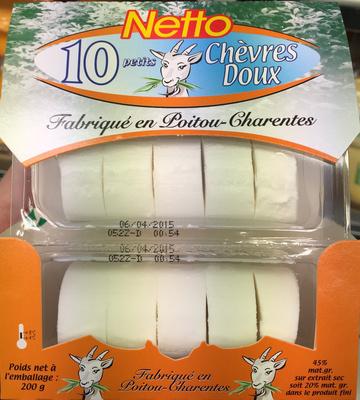 Netto
10 petits Chèvres
Doux
Fabriqué en Poitou-Charentes
06/04/2015
052Z-D 00:54
06/04/2015
052Z-D 00:54
Poids net à
l'emballage :
200 g
Fabriqué en
Poitou-Charentes
45%
mat.gr.
sur extrait sec
soit 20% mat. gr.
dans le produit fini